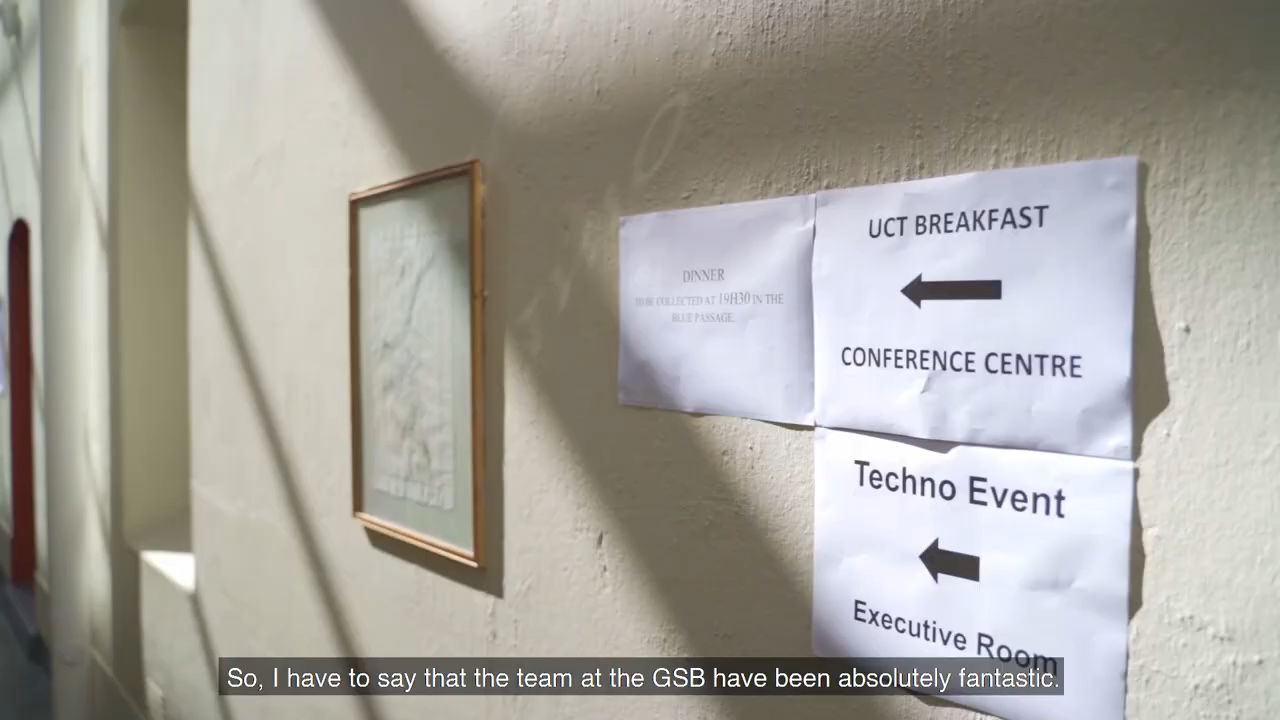 DINNER
TO BE COLLECTED AT 19H30 IN THE
BLUE PASSAGE.
UCT BREAKFAST
CONFERENCE CENTRE
Techno Event
Executive Room
So, I have to say that the team at the GSB have been absolutely fantastic.